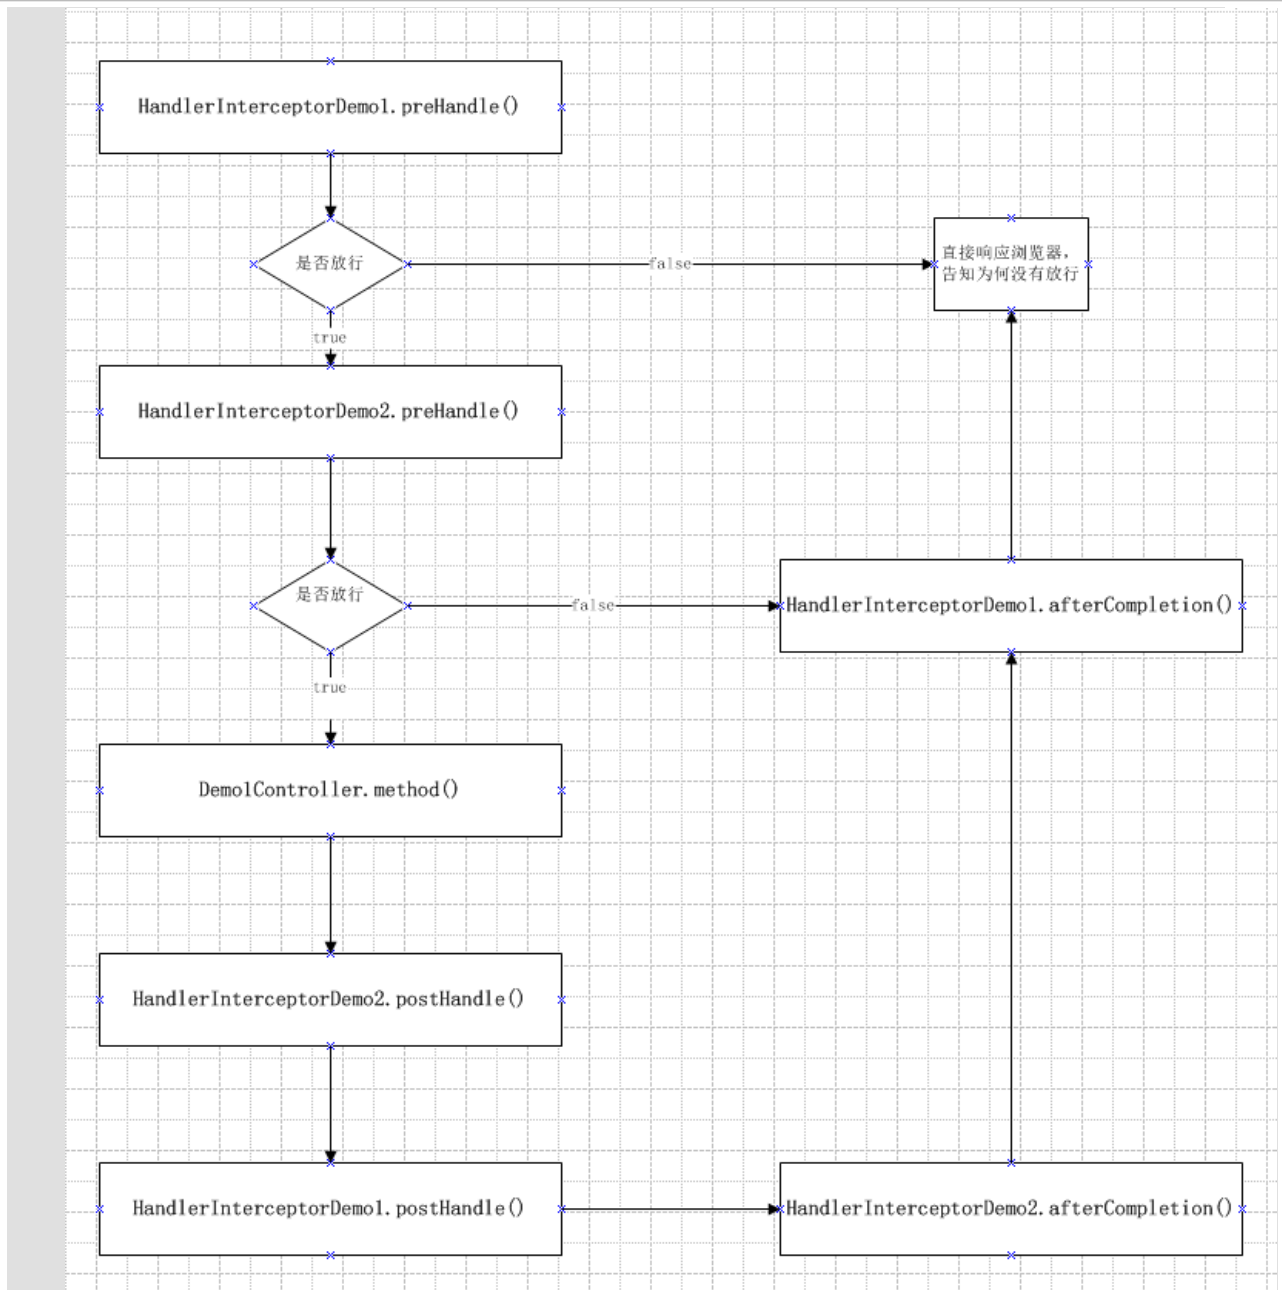 HandlerInterceptorDemo1.preHandle()
是否放行
false
直接响应浏览器，
告知为何没有放行
true
HandlerInterceptorDemo2.preHandle()
是否放行
false
HandlerInterceptorDemo1.afterCompletion()
true
Demo1Controller.method()
HandlerInterceptorDemo2.postHandle()
HandlerInterceptorDemo1.postHandle()
HandlerInterceptorDemo2.afterCompletion()